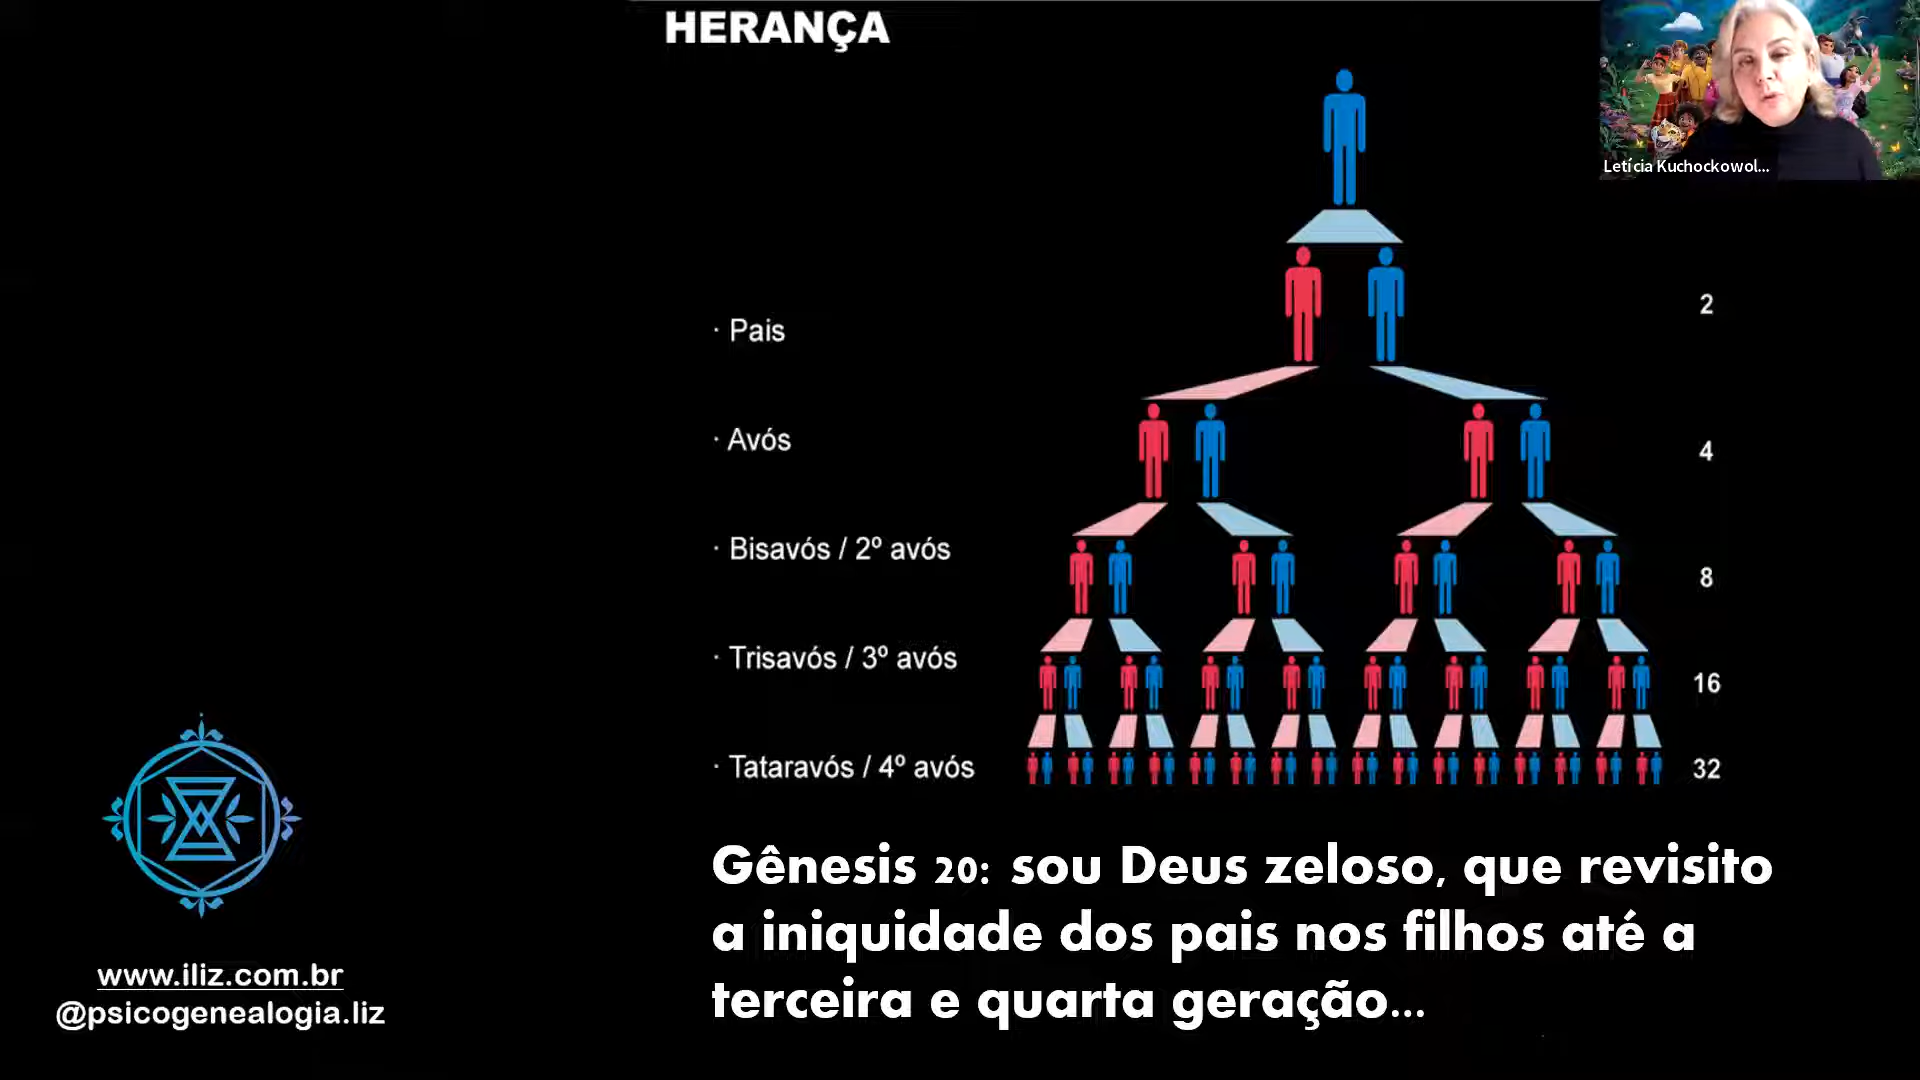 HERANÇA
Letícia Kuchockowol...
2
· Pais
4
· Avós
· Bisavós / 2º avós
8
· Trisavós / 3º avós
16
· Tataravós / 4º avós
32
Gênesis 20: sou Deus zeloso, que revisito
a iniquidade dos pais nos filhos até a
terceira e quarta geração...
www.iliz.com.br
@psicogenealogia.liz